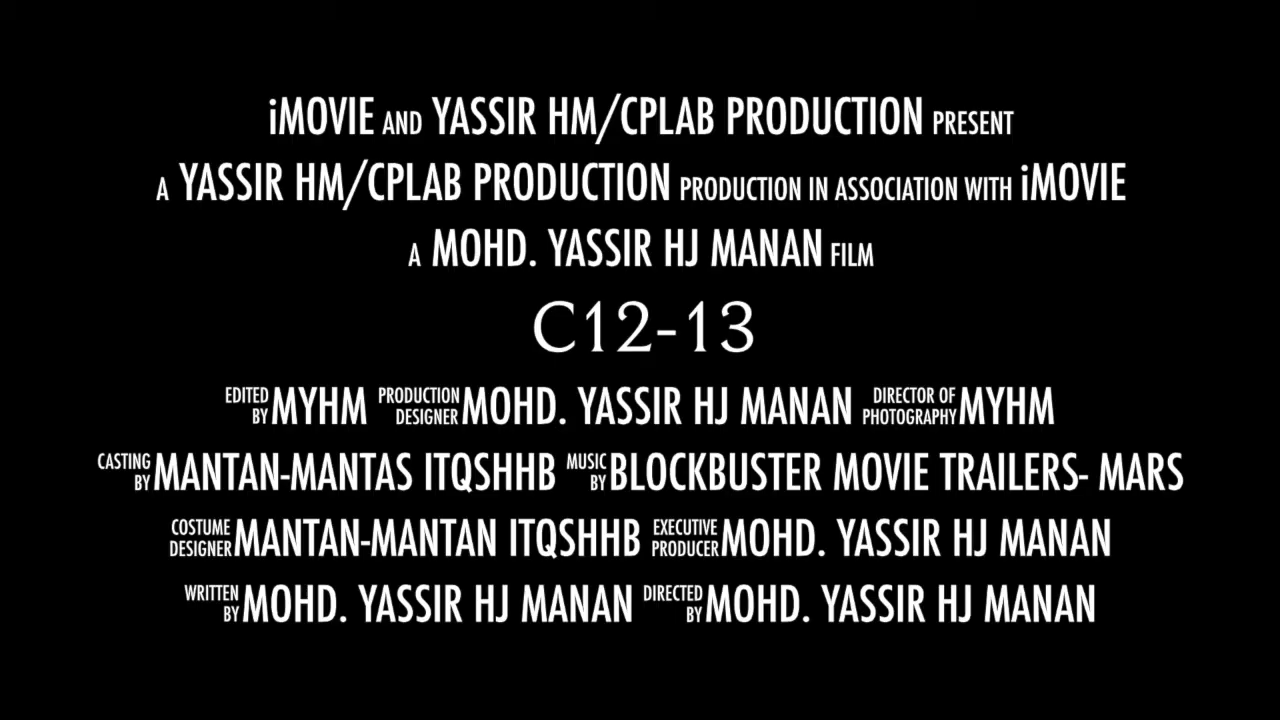 iMOVIE AND YASSIR HM/CPLAB PRODUCTION PRESENT
A YASSIR HM/CPLAB PRODUCTION PRODUCTION IN ASSOCIATION WITH iMOVIE
A MOHD. YASSIR HJ MANAN FILM
C12-13
EDITED BY MYHM PRODUCTION DESIGNER MOHD. YASSIR HJ MANAN DIRECTOR OF PHOTOGRAPHY MYHM
CASTING BY MANTAN-MANTAS ITQSHHB MUSIC BY BLOCKBUSTER MOVIE TRAILERS- MARS
COSTUME DESIGNER MANTAN-MANTAN ITQSHHB EXECUTIVE PRODUCER MOHD. YASSIR HJ MANAN
WRITTEN BY MOHD. YASSIR HJ MANAN DIRECTED BY MOHD. YASSIR HJ MANAN